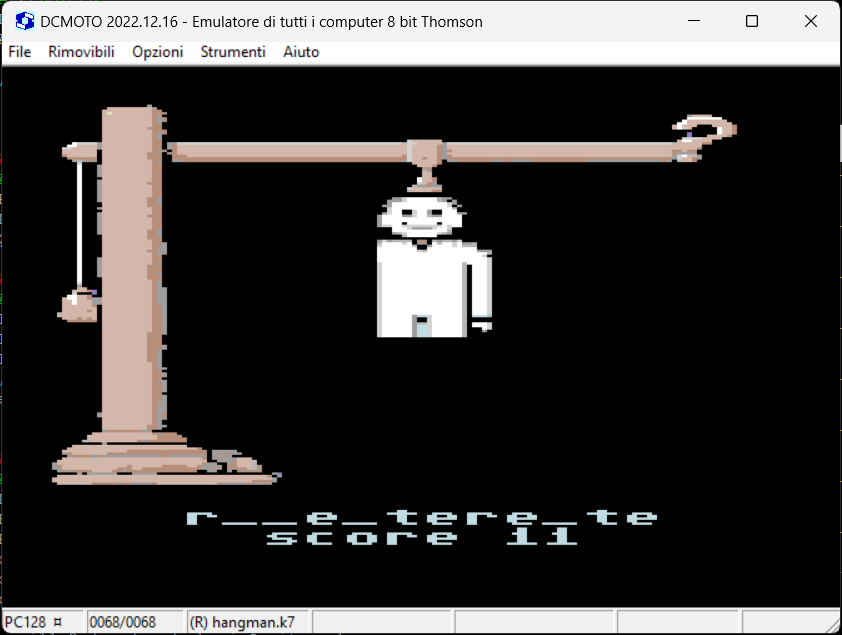 DCMOTO 2022.12.16 - Emulatore di tutti i computer 8 bit Thomson
File Rimovibili Opzioni Strumenti Aiuto
r__e_tere_te
score 11
PC128 ¤ 0068/0068 (R) hangman.k7